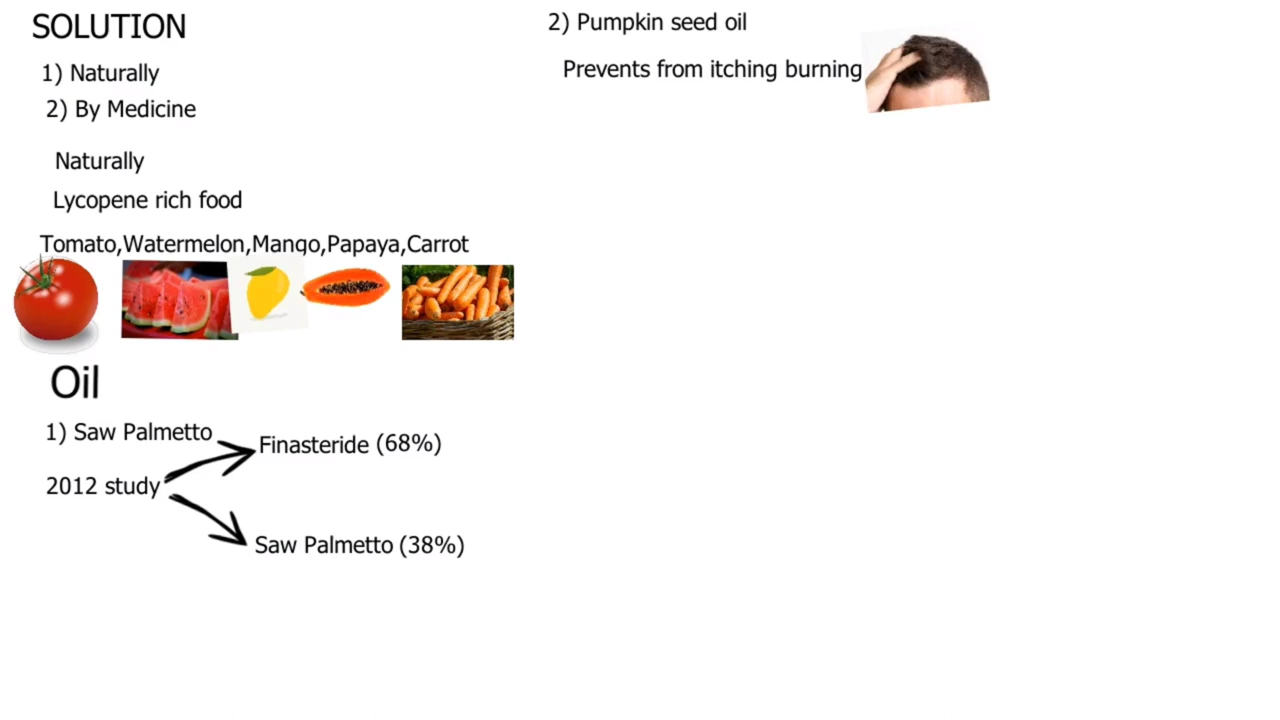 SOLUTION
1) Naturally
2) By Medicine
Naturally
Lycopene rich food
Tomato,Watermelon,Mango,Papaya,Carrot
Oil
1) Saw Palmetto
Finasteride (68%)
2012 study
Saw Palmetto (38%)
2) Pumpkin seed oil
Prevents from itching burning